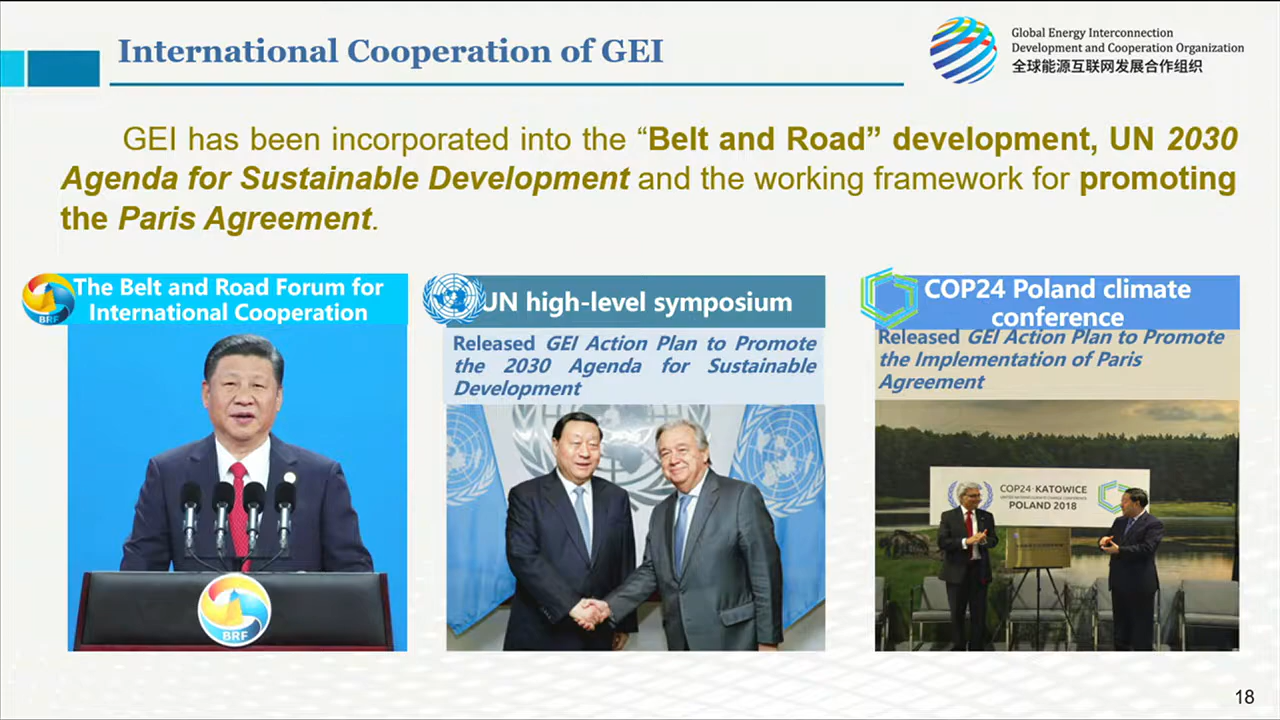 International Cooperation of GEI
Global Energy Interconnection
Development and Cooperation Organization
全球能源互联网发展合作组织
GEI has been incorporated into the “Belt and Road” development, UN 2030
Agenda for Sustainable Development and the working framework for promoting
the Paris Agreement.
The Belt and Road Forum for
International Cooperation
BRF
BRF
UN high-level symposium
Released GEI Action Plan to Promote
the 2030 Agenda for Sustainable
Development
COP24 Poland climate
conference
Released GEI Action Plan to Promote
the Implementation of Paris
Agreement
COP24·KATOWICE
UNITED NATIONS CLIMATE CHANGE CONFERENCE
POLAND 2018
18